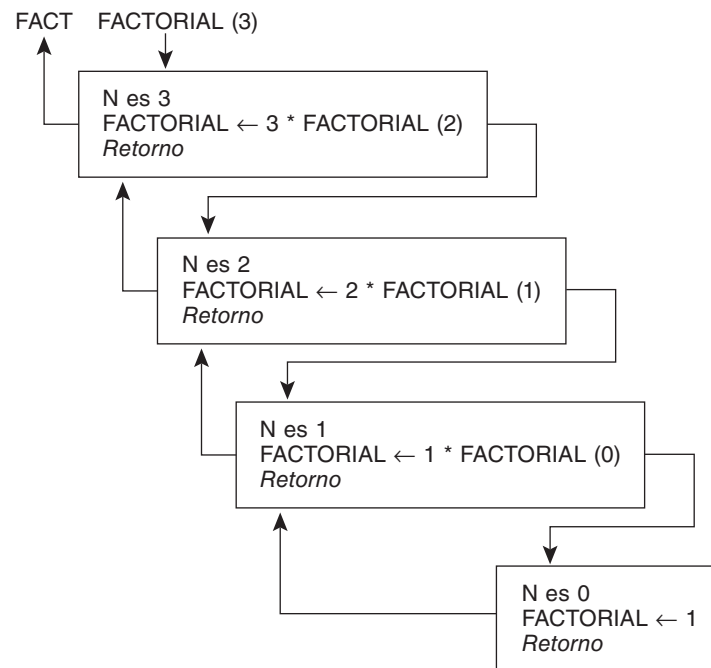 FACT FACTORIAL (3)
N es 3
FACTORIAL ← 3 * FACTORIAL (2)
Retorno
N es 2
FACTORIAL ← 2 * FACTORIAL (1)
Retorno
N es 1
FACTORIAL ← 1 * FACTORIAL (0)
Retorno
N es 0
FACTORIAL ← 1
Retorno